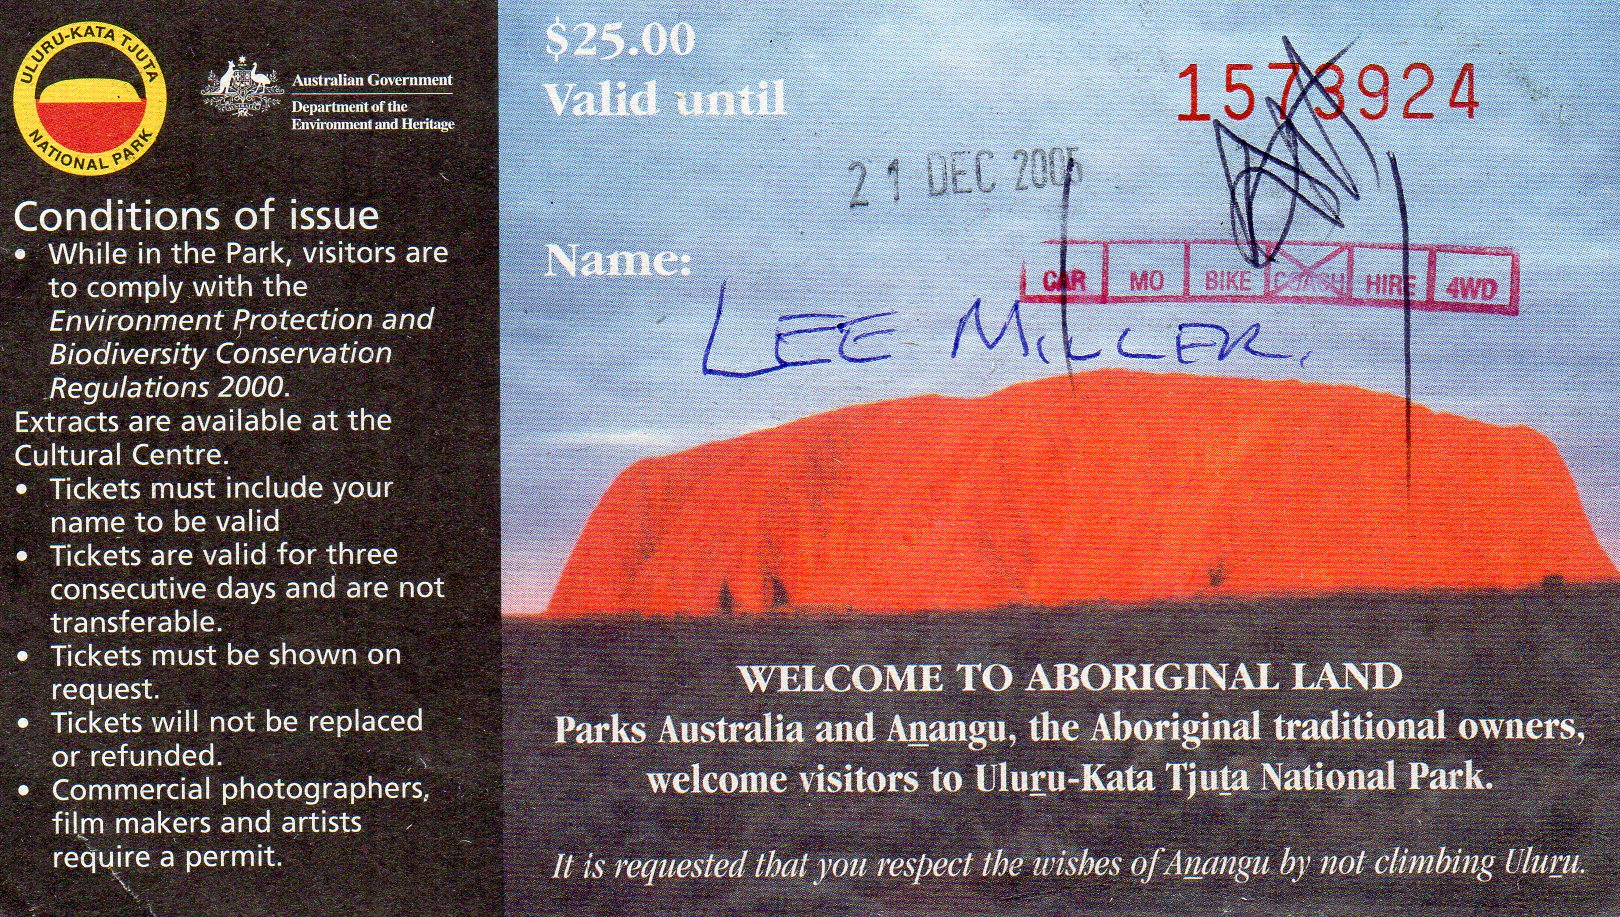 ULURU-KATA TJUTA
NATIONAL PARK
Australian Government
Department of the
Environment and Heritage
Conditions of issue
• While in the Park, visitors are
to comply with the
Environment Protection and
Biodiversity Conservation
Regulations 2000.
Extracts are available at the
Cultural Centre.
• Tickets must include your
name to be valid
• Tickets are valid for three
consecutive days and are not
transferable.
• Tickets must be shown on
request.
• Tickets will not be replaced
or refunded.
• Commercial photographers,
film makers and artists
require a permit.
$25.00
Valid until
1573924
21 DEC 2005
Name:
CAR MO BIKE COACH HIRE 4WD
LEE MILLER.
WELCOME TO ABORIGINAL LAND
Parks Australia and Aṉangu, the Aboriginal traditional owners,
welcome visitors to Uluṟu-Kata Tjuṯa National Park.
It is requested that you respect the wishes of Aṉangu by not climbing Uluṟu.